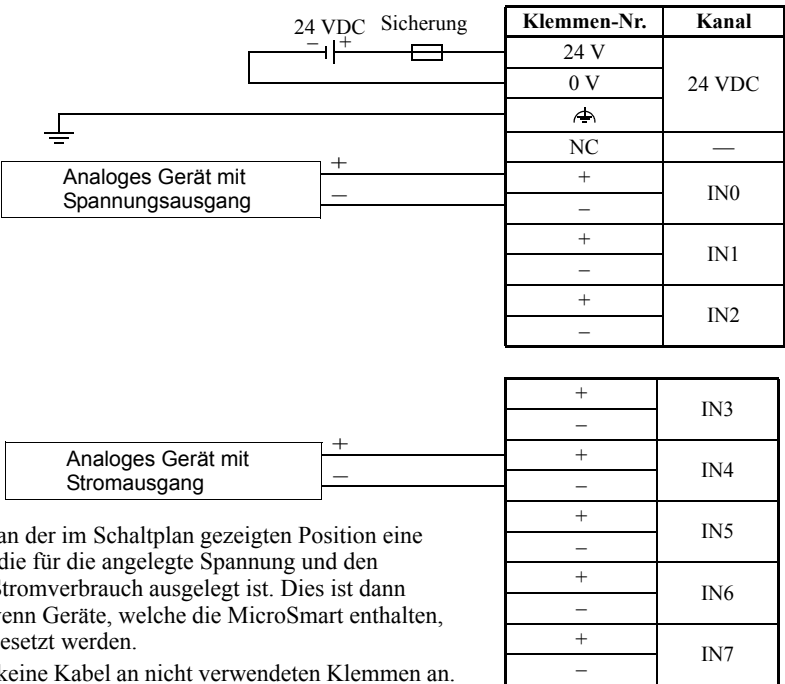 24 VDC Sicherung
− +
Klemmen-Nr. Kanal
24 V
0 V 24 VDC
NC —
+
− IN0
+
− IN1
+
− IN2
Analoges Gerät mit
Spannungsausgang
+
−
+
− IN3
+
− IN4
+
− IN5
+
− IN6
+
− IN7
Analoges Gerät mit
Stromausgang
+
−
an der im Schaltplan gezeigten Position eine
die für die angelegte Spannung und den
Stromverbrauch ausgelegt ist. Dies ist dann
wenn Geräte, welche die MicroSmart enthalten,
esetzt werden.
keine Kabel an nicht verwendeten Klemmen an.